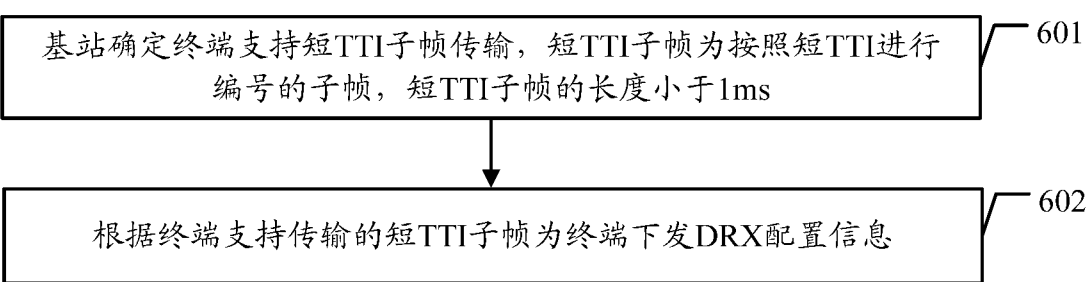 基站确定终端支持短TTI子帧传输，短TTI子帧为按照短TTI进行
编号的子帧，短TTI子帧的长度小于1ms
601
根据终端支持传输的短TTI子帧为终端下发DRX配置信息
602